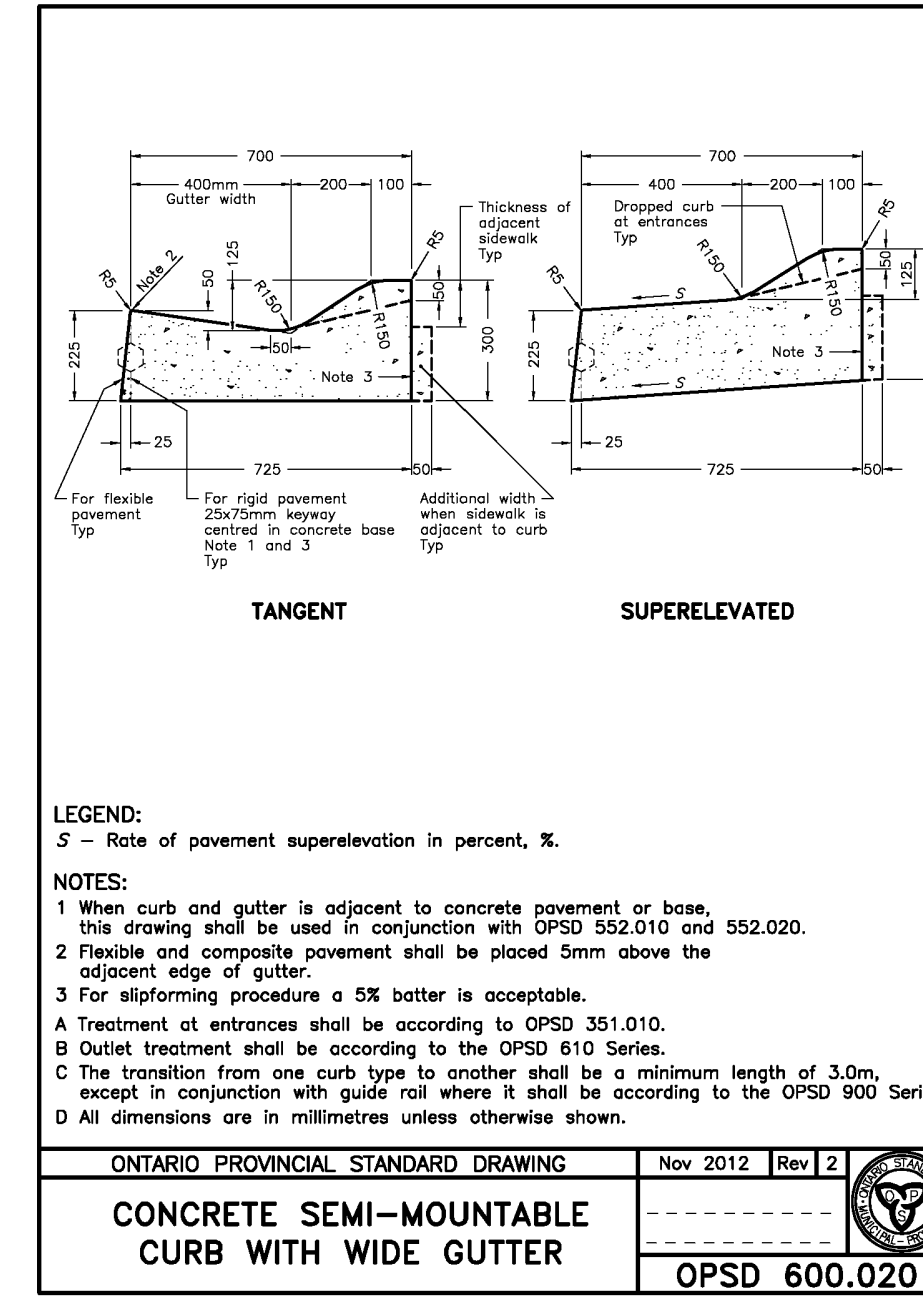 700
400mm
Gutter width
200
100
Thickness of
adjacent
sidewalk
Typ
R5
Note 2
50
125
R150
R5
50
R150
225
50
Note 3
300
25
725
50
For flexible
pavement
Typ
For rigid pavement
25x75mm keyway
centred in concrete base
Note 1 and 3
Typ
Additional width
when sidewalk is
adjacent to curb
Typ
TANGENT
700
400
200
100
Dropped curb
at entrances
Typ
R5
R150
R5
50
125
S
R150
225
Note 3
S
25
725
50
SUPERELEVATED
LEGEND:
S – Rate of pavement superelevation in percent, %.
NOTES:
1 When curb and gutter is adjacent to concrete pavement or base,
this drawing shall be used in conjunction with OPSD 552.010 and 552.020.
2 Flexible and composite pavement shall be placed 5mm above the
adjacent edge of gutter.
3 For slipforming procedure a 5% batter is acceptable.
A Treatment at entrances shall be according to OPSD 351.010.
B Outlet treatment shall be according to the OPSD 610 Series.
C The transition from one curb type to another shall be a minimum length of 3.0m,
except in conjunction with guide rail where it shall be according to the OPSD 900 Seri
D All dimensions are in millimetres unless otherwise shown.
ONTARIO PROVINCIAL STANDARD DRAWING
Nov 2012
Rev 2
CONCRETE SEMI–MOUNTABLE
CURB WITH WIDE GUTTER
OPSD 600.020